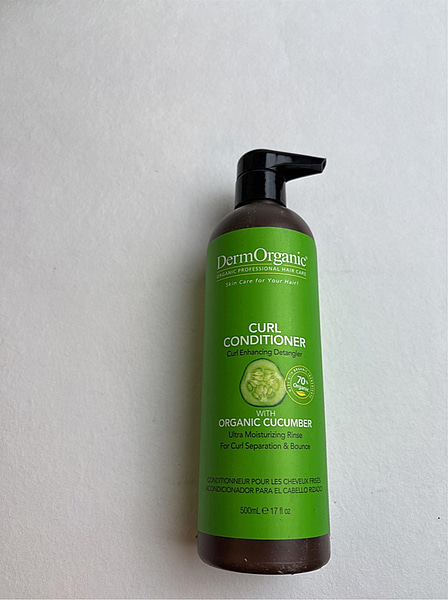 DermOrganic®
ORGANIC PROFESSIONAL HAIR CARE
Skin Care for Your Hair!
CURL
CONDITIONER
Curl Enhancing Detangler
70%
Organic
WITH
ORGANIC CUCUMBER
Ultra Moisturizing Rinse
For Curl Separation & Bounce
CONDITIONNEUR POUR LES CHEVEUX FRISÉS
ACONDICIONADOR PARA EL CABELLO RIZADO
500mL ℮ 17 fl oz